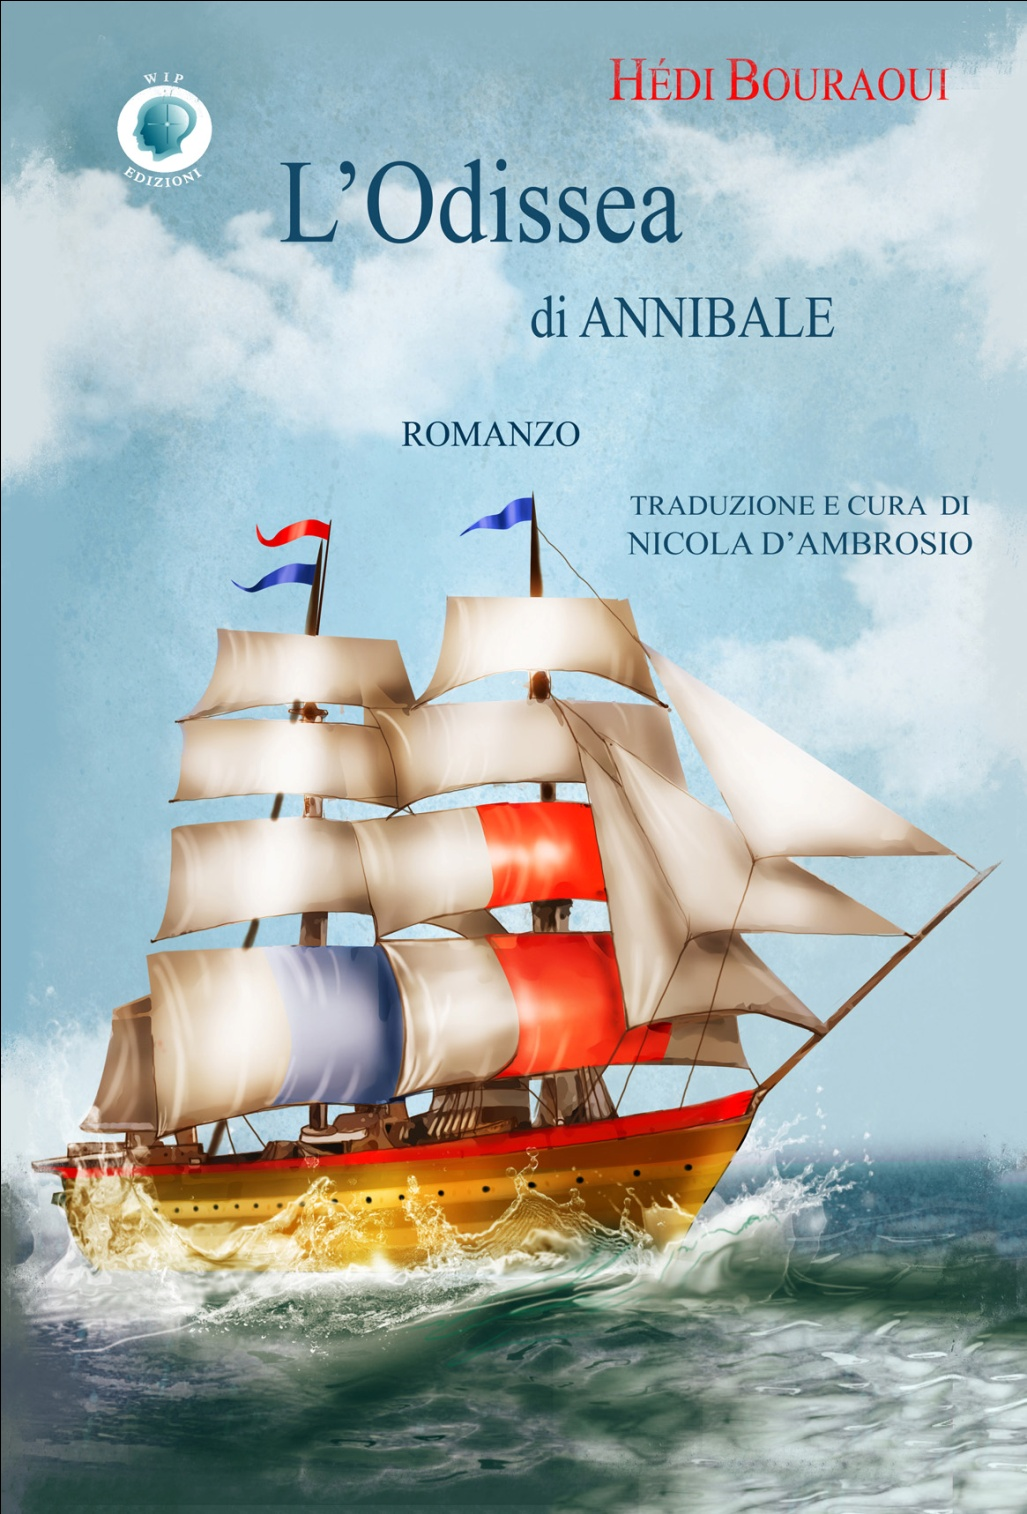 WIP
EDIZIONI
HÉDI BOURAOUI
L’Odissea
di ANNIBALE
ROMANZO
TRADUZIONE E CURA DI
NICOLA D’AMBROSIO